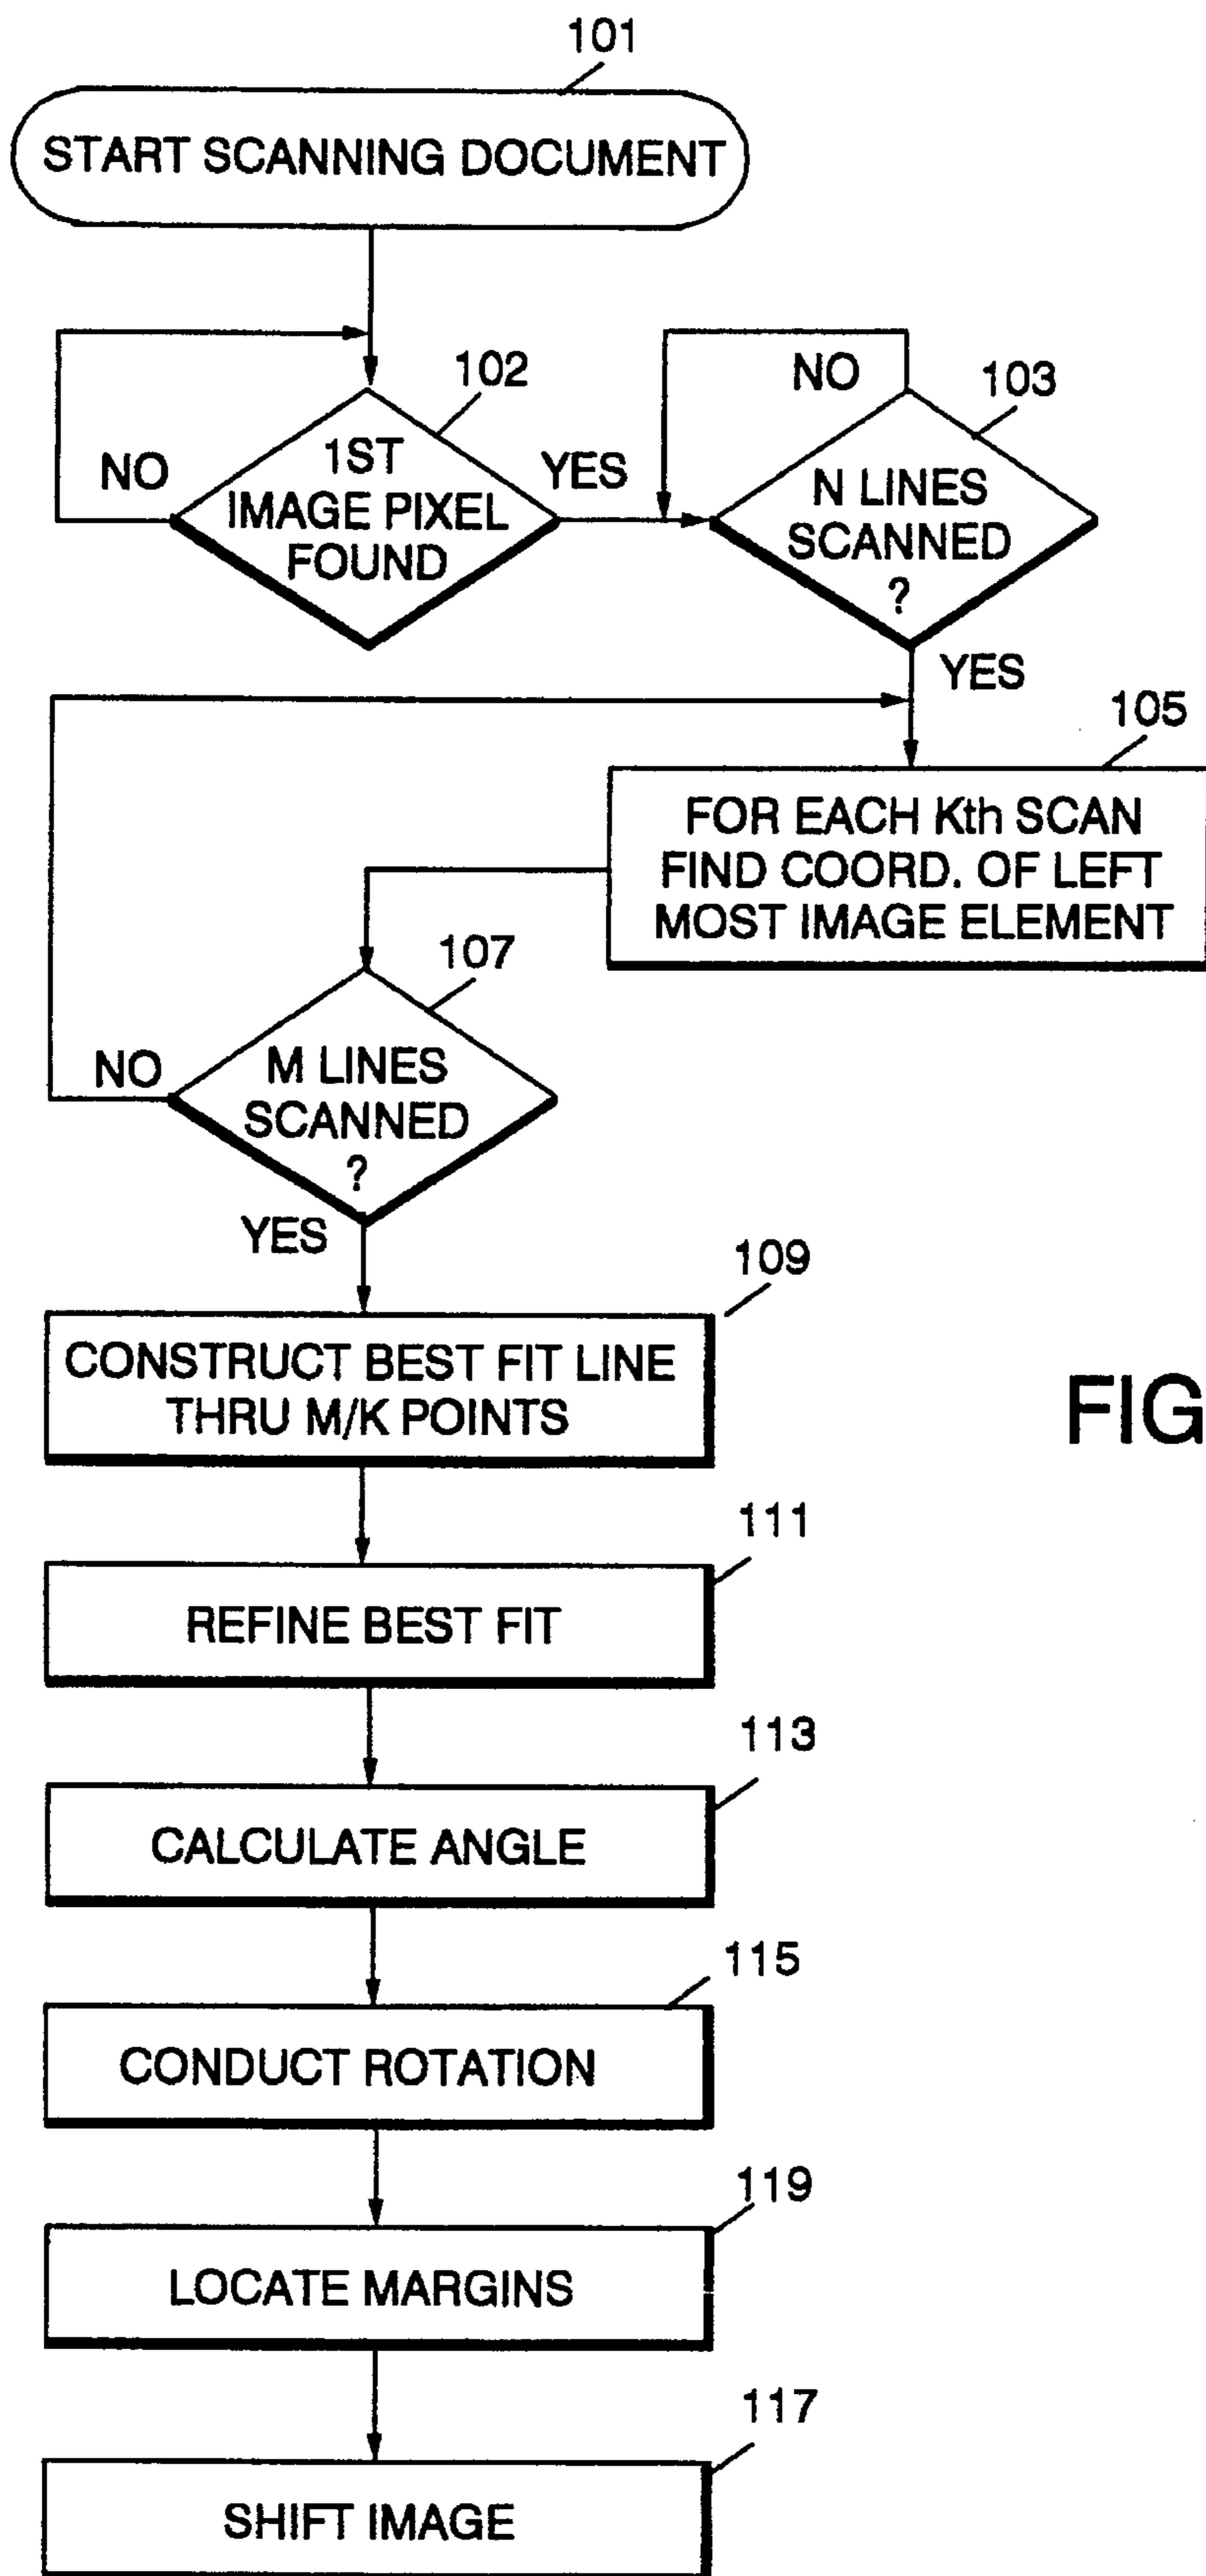 101
START SCANNING DOCUMENT
102
1ST
IMAGE PIXEL
FOUND
NO
YES
103
N LINES
SCANNED
?
NO
YES
105
FOR EACH Kth SCAN
FIND COORD. OF LEFT
MOST IMAGE ELEMENT
107
M LINES
SCANNED
?
NO
YES
109
CONSTRUCT BEST FIT LINE
THRU M/K POINTS
FIG
111
REFINE BEST FIT
113
CALCULATE ANGLE
115
CONDUCT ROTATION
119
LOCATE MARGINS
117
SHIFT IMAGE